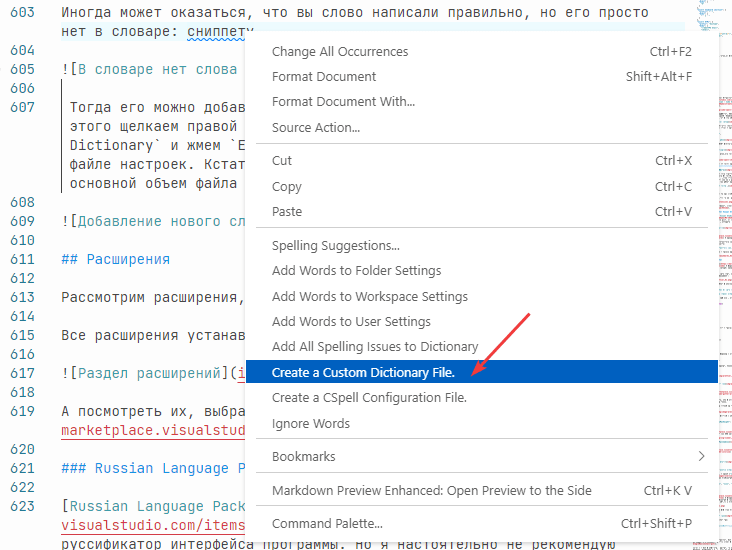 603 Иногда может оказаться, что вы слово написали правильно, но его просто
нет в словаре: сниппету
604
605 ![В словаре нет слова
606
607 Тогда его можно добав
этого щелкаем правой
Dictionary` и жмем `E
файле настроек. Кстат
основной объем файла
608
609 ![Добавление нового сл
610
611 ## Расширения
612
613 Рассмотрим расширения,
614
615 Все расширения устанав
616
617 ![Раздел расширений](i
618
619 А посмотреть их, выбра
marketplace.visualstud
620
621 ### Russian Language P
622
623 [Russian Language Pack
visualstudio.com/items
руссификатор интерфейса программы. Но я настоятельно не рекомендую
Change All Occurrences Ctrl+F2
Format Document Shift+Alt+F
Format Document With...
Source Action...
Cut Ctrl+X
Copy Ctrl+C
Paste Ctrl+V
Spelling Suggestions...
Add Words to Folder Settings
Add Words to Workspace Settings
Add Words to User Settings
Add All Spelling Issues to Dictionary
Create a Custom Dictionary File.
Create a CSpell Configuration File.
Ignore Words
Bookmarks
Markdown Preview Enhanced: Open Preview to the Side Ctrl+K V
Command Palette... Ctrl+Shift+P